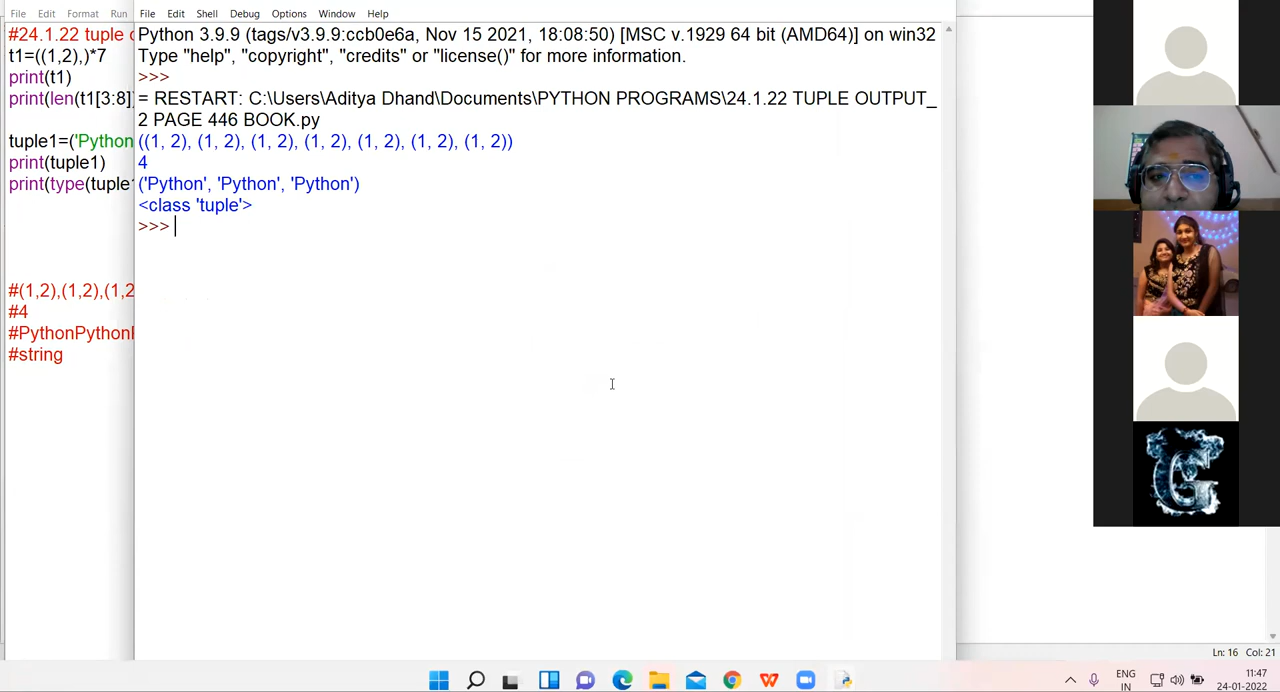 File Edit Format Run
#24.1.22 tuple
t1=((1,2),)*7
print(t1)
print(len(t1[3:8]
tuple1=('Python
print(tuple1)
print(type(tuple
#(1,2),(1,2),(1,2
#4
#PythonPython
#string
File Edit Shell Debug Options Window Help
Python 3.9.9 (tags/v3.9.9:ccb0e6a, Nov 15 2021, 18:08:50) [MSC v.1929 64 bit (AMD64)] on win32
Type "help", "copyright", "credits" or "license()" for more information.
>>>
= RESTART: C:\Users\Aditya Dhand\Documents\PYTHON PROGRAMS\24.1.22 TUPLE OUTPUT_
2 PAGE 446 BOOK.py
((1, 2), (1, 2), (1, 2), (1, 2), (1, 2), (1, 2), (1, 2))
4
('Python', 'Python', 'Python')
<class 'tuple'>
>>>
G
Ln: 16 Col: 21
ENG
IN
11:47
24-01-2022